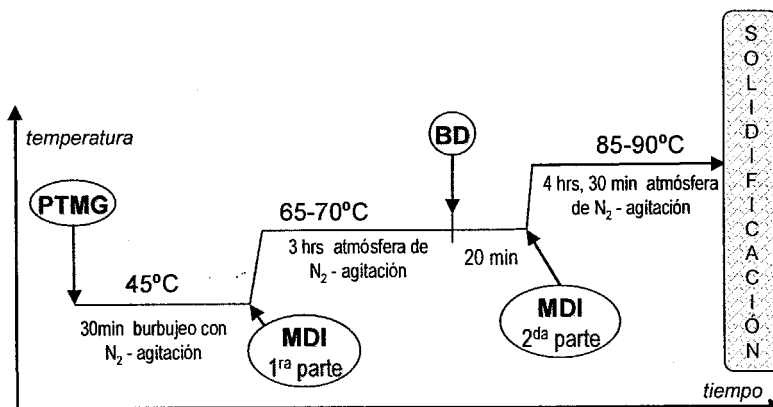 temperatura
PTMG
45ºC
30min burbujeo con
N2 - agitación
MDI
1ra parte
65-70ºC
3 hrs atmósfera de
N2 - agitación
BD
20 min
MDI
2da parte
85-90ºC
4 hrs, 30 min atmósfera
de N2 - agitación
SOLIDIFICACIÓN
tiempo